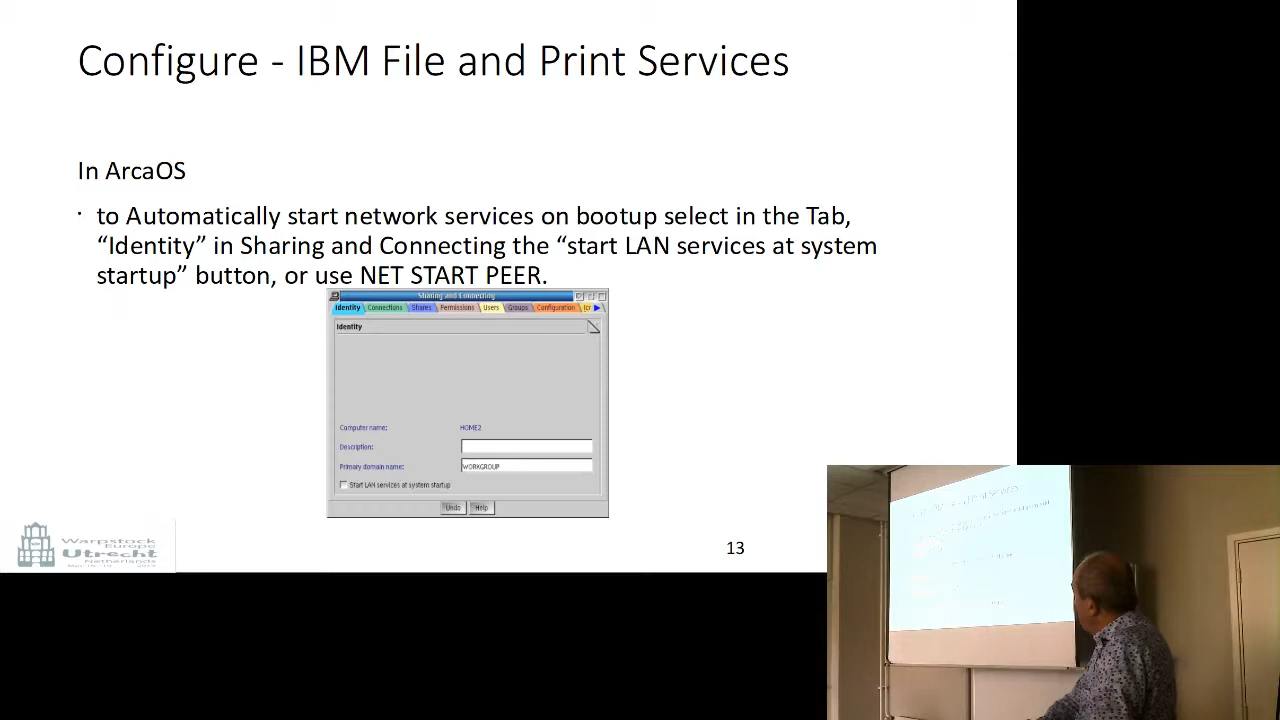 Configure - IBM File and Print Services
In ArcaOS
· to Automatically start network services on bootup select in the Tab,
“Identity” in Sharing and Connecting the “start LAN services at system
startup” button, or use NET START PEER.
Sharing and Connecting
Identity Connections Shares Permissions Users Groups Configuration
Identity
Computer name: HOME2
Description:
Primary domain name: WORKGROUP
Start LAN services at system startup
Undo Help
Warpstock
Europe
Utrecht
Netherlands
13